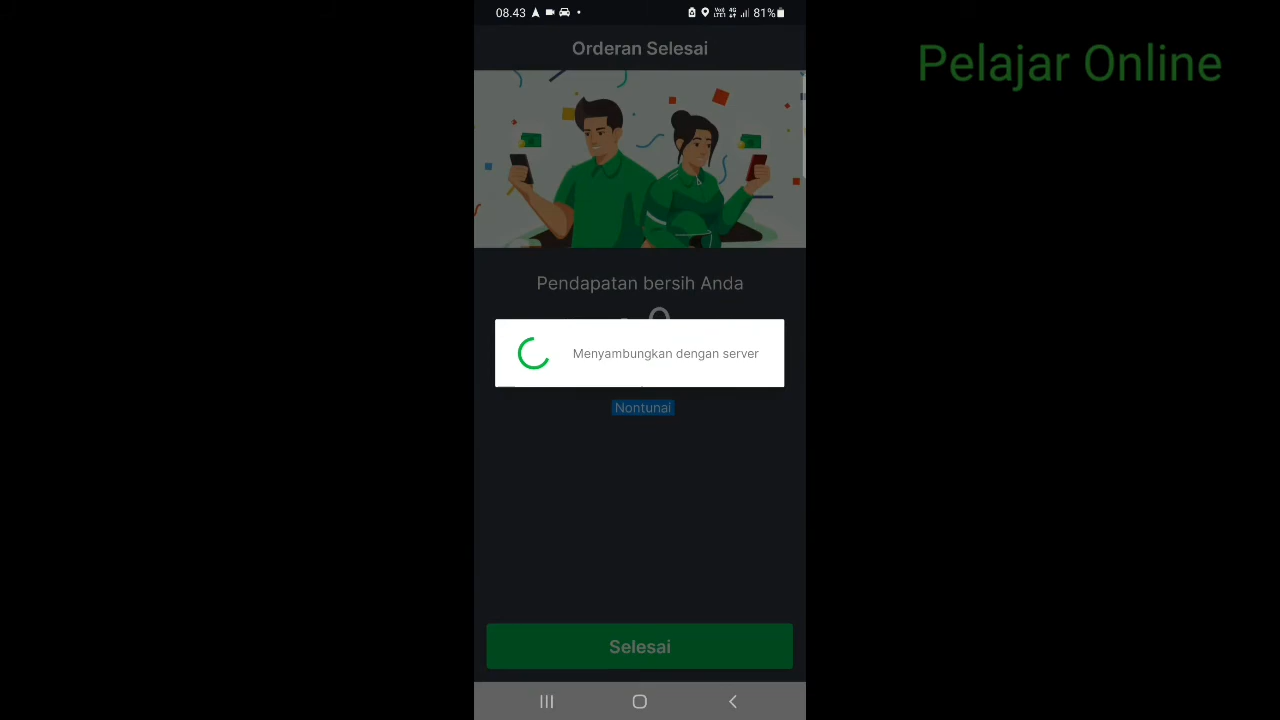 08.43
81%
Orderan Selesai
Pelajar Online
Pendapatan bersih Anda
Menyambungkan dengan server
Nontunai
Selesai